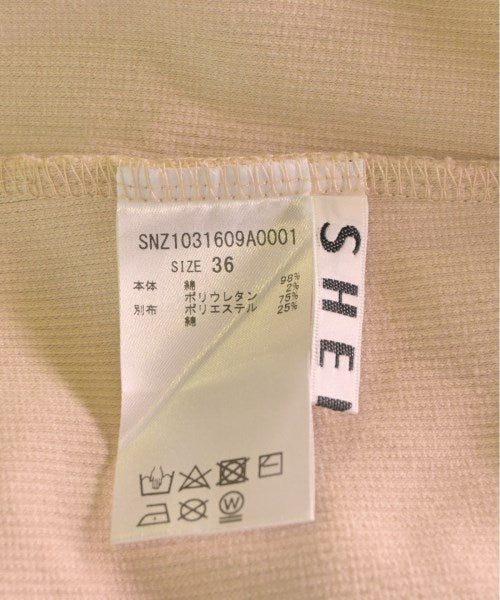 SNZ1031609A0001
SIZE 36
本体 綿 98%
ポリウレタン 2%
別布 ポリエステル 75%
綿 25%
W
SHE